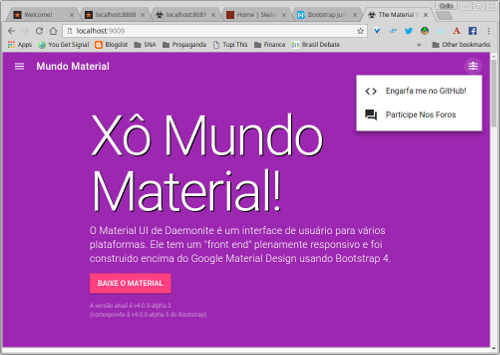 Welcome!
localhost:8888
localhost:8081
Home | Skele
Bootstrap Jum
The Material
Colin
localhost:9009
Apps
You Get Signal
Blogslot
SNA
Propaganda
Tupi This
Finance
Brasil Debate
»
Other bookmarks
Mundo Material
Engarfa me no GitHub!
Participe Nos Foros
Xô Mundo
Material!
O Material UI de Daemonite é um interface de usuário para vários
plataformas. Ele tem um "front end" plenamente responsivo e foi
construido encima do Google Material Design usando Bootstrap 4.
BAIXE O MATERIAL
A versão atual é v4.0.0-alpha.2
(corresponde à v4.0.0-alpha.5 do Bootstrap).